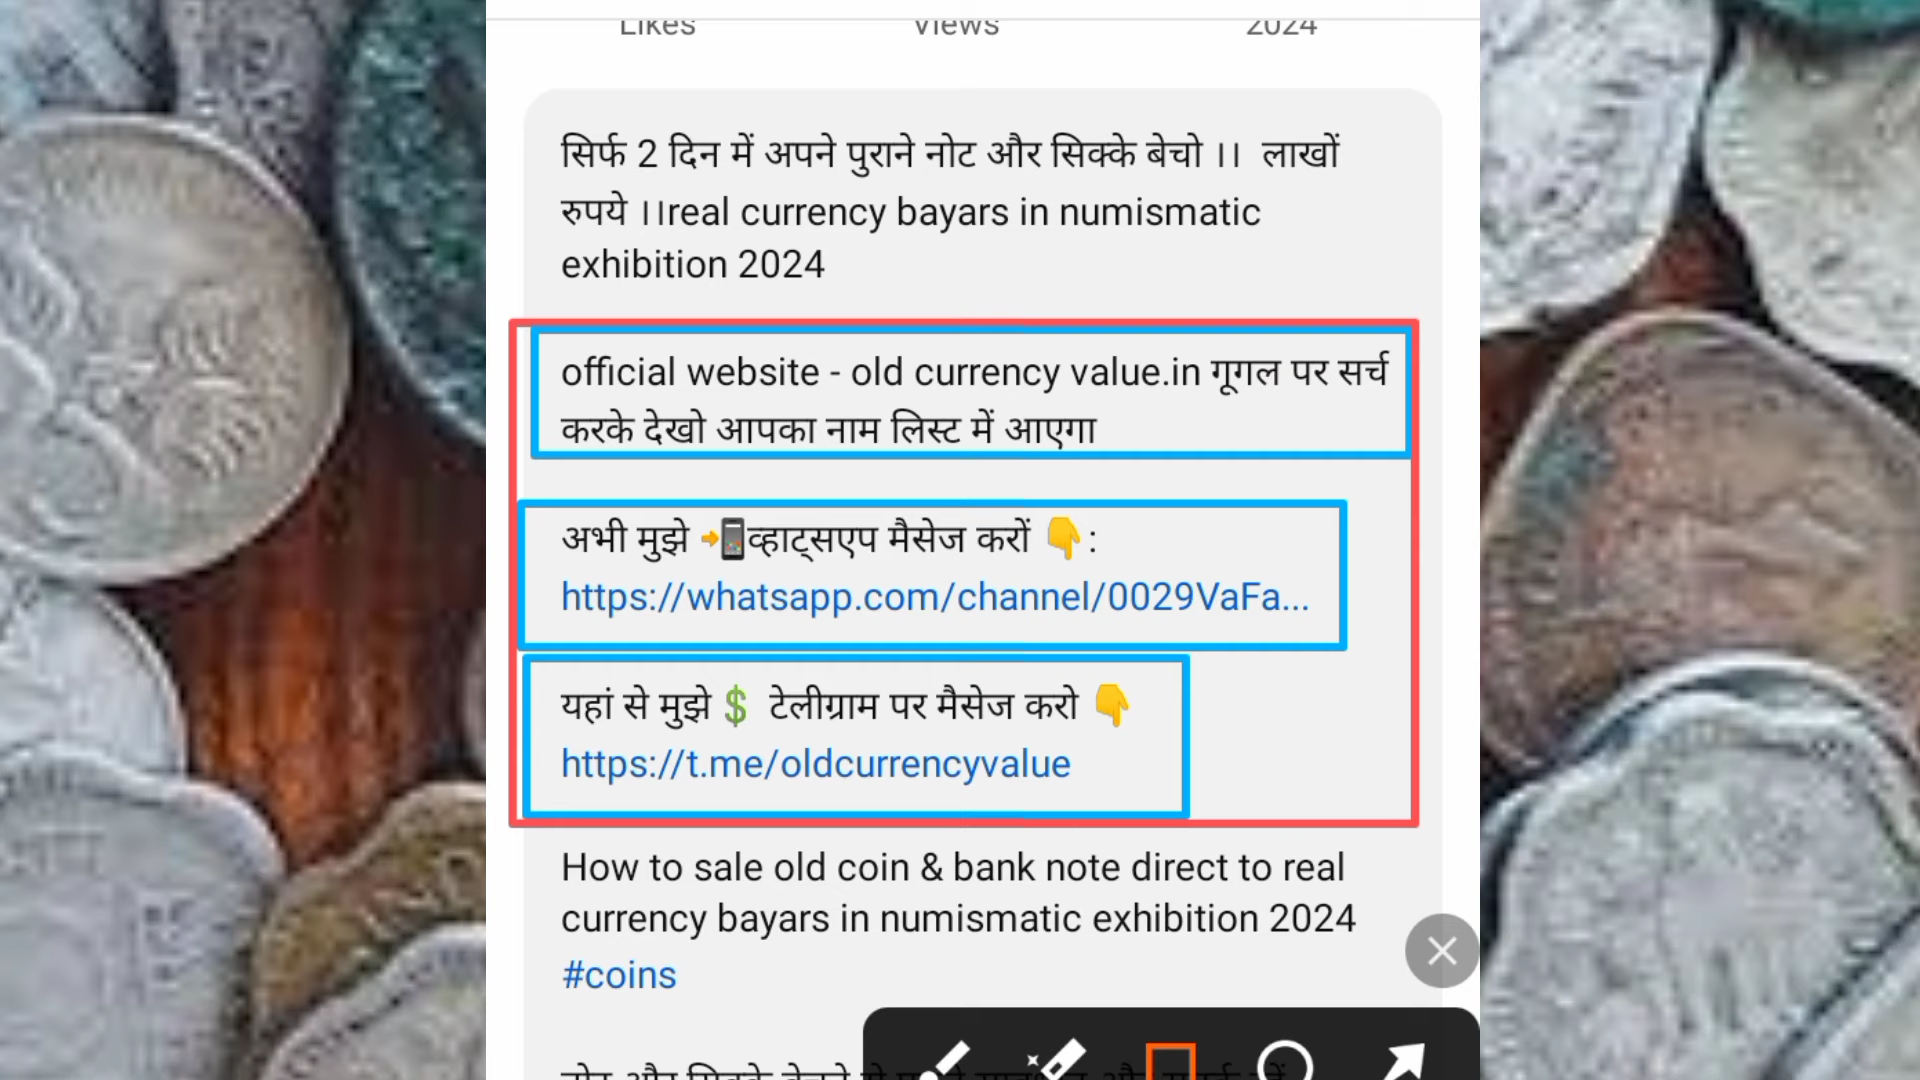 Likes Views 2024
सिर्फ 2 दिन में अपने पुराने नोट और सिक्के बेचो ।। लाखों
रुपये ।।real currency bayars in numismatic
exhibition 2024
official website - old currency value.in गूगल पर सर्च
करके देखो आपका नाम लिस्ट में आएगा
अभी मुझे 📲व्हाट्सएप मैसेज करों 👇:
https://whatsapp.com/channel/0029VaFa...
यहां से मुझे 💲 टेलीग्राम पर मैसेज करो 👇
https://t.me/oldcurrencyvalue
How to sale old coin & bank note direct to real
currency bayars in numismatic exhibition 2024
#coins